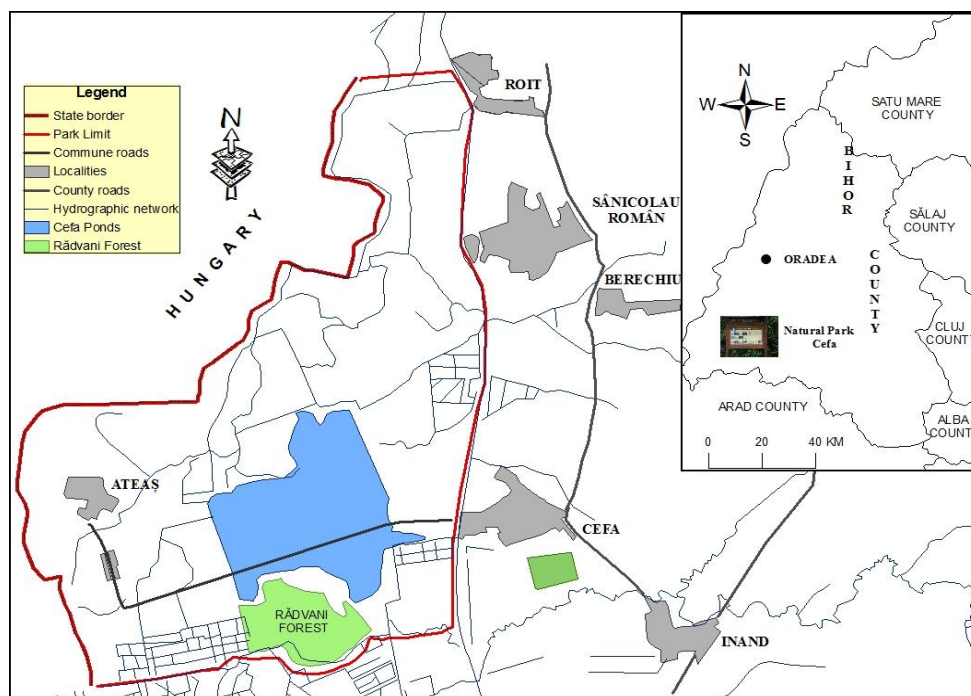 Legend
State border
Park Limit
Commune roads
Localities
County roads
Hydrographic network
Cefa Ponds
Rădvani Forest
N
HUNGARY
ROIT
SÂNICOLAU
ROMÂN
BERECHIU
ATEAȘ
CEFA
RĂDVANI
FOREST
INAND
N
W E
S
SATU MARE
COUNTY
BIHOR
COUNTY
SĂLAJ
COUNTY
ORADEA
Natural Park
Cefa
CLUJ
COUNTY
ARAD COUNTY
ALBA
COUNT
0 20 40 KM